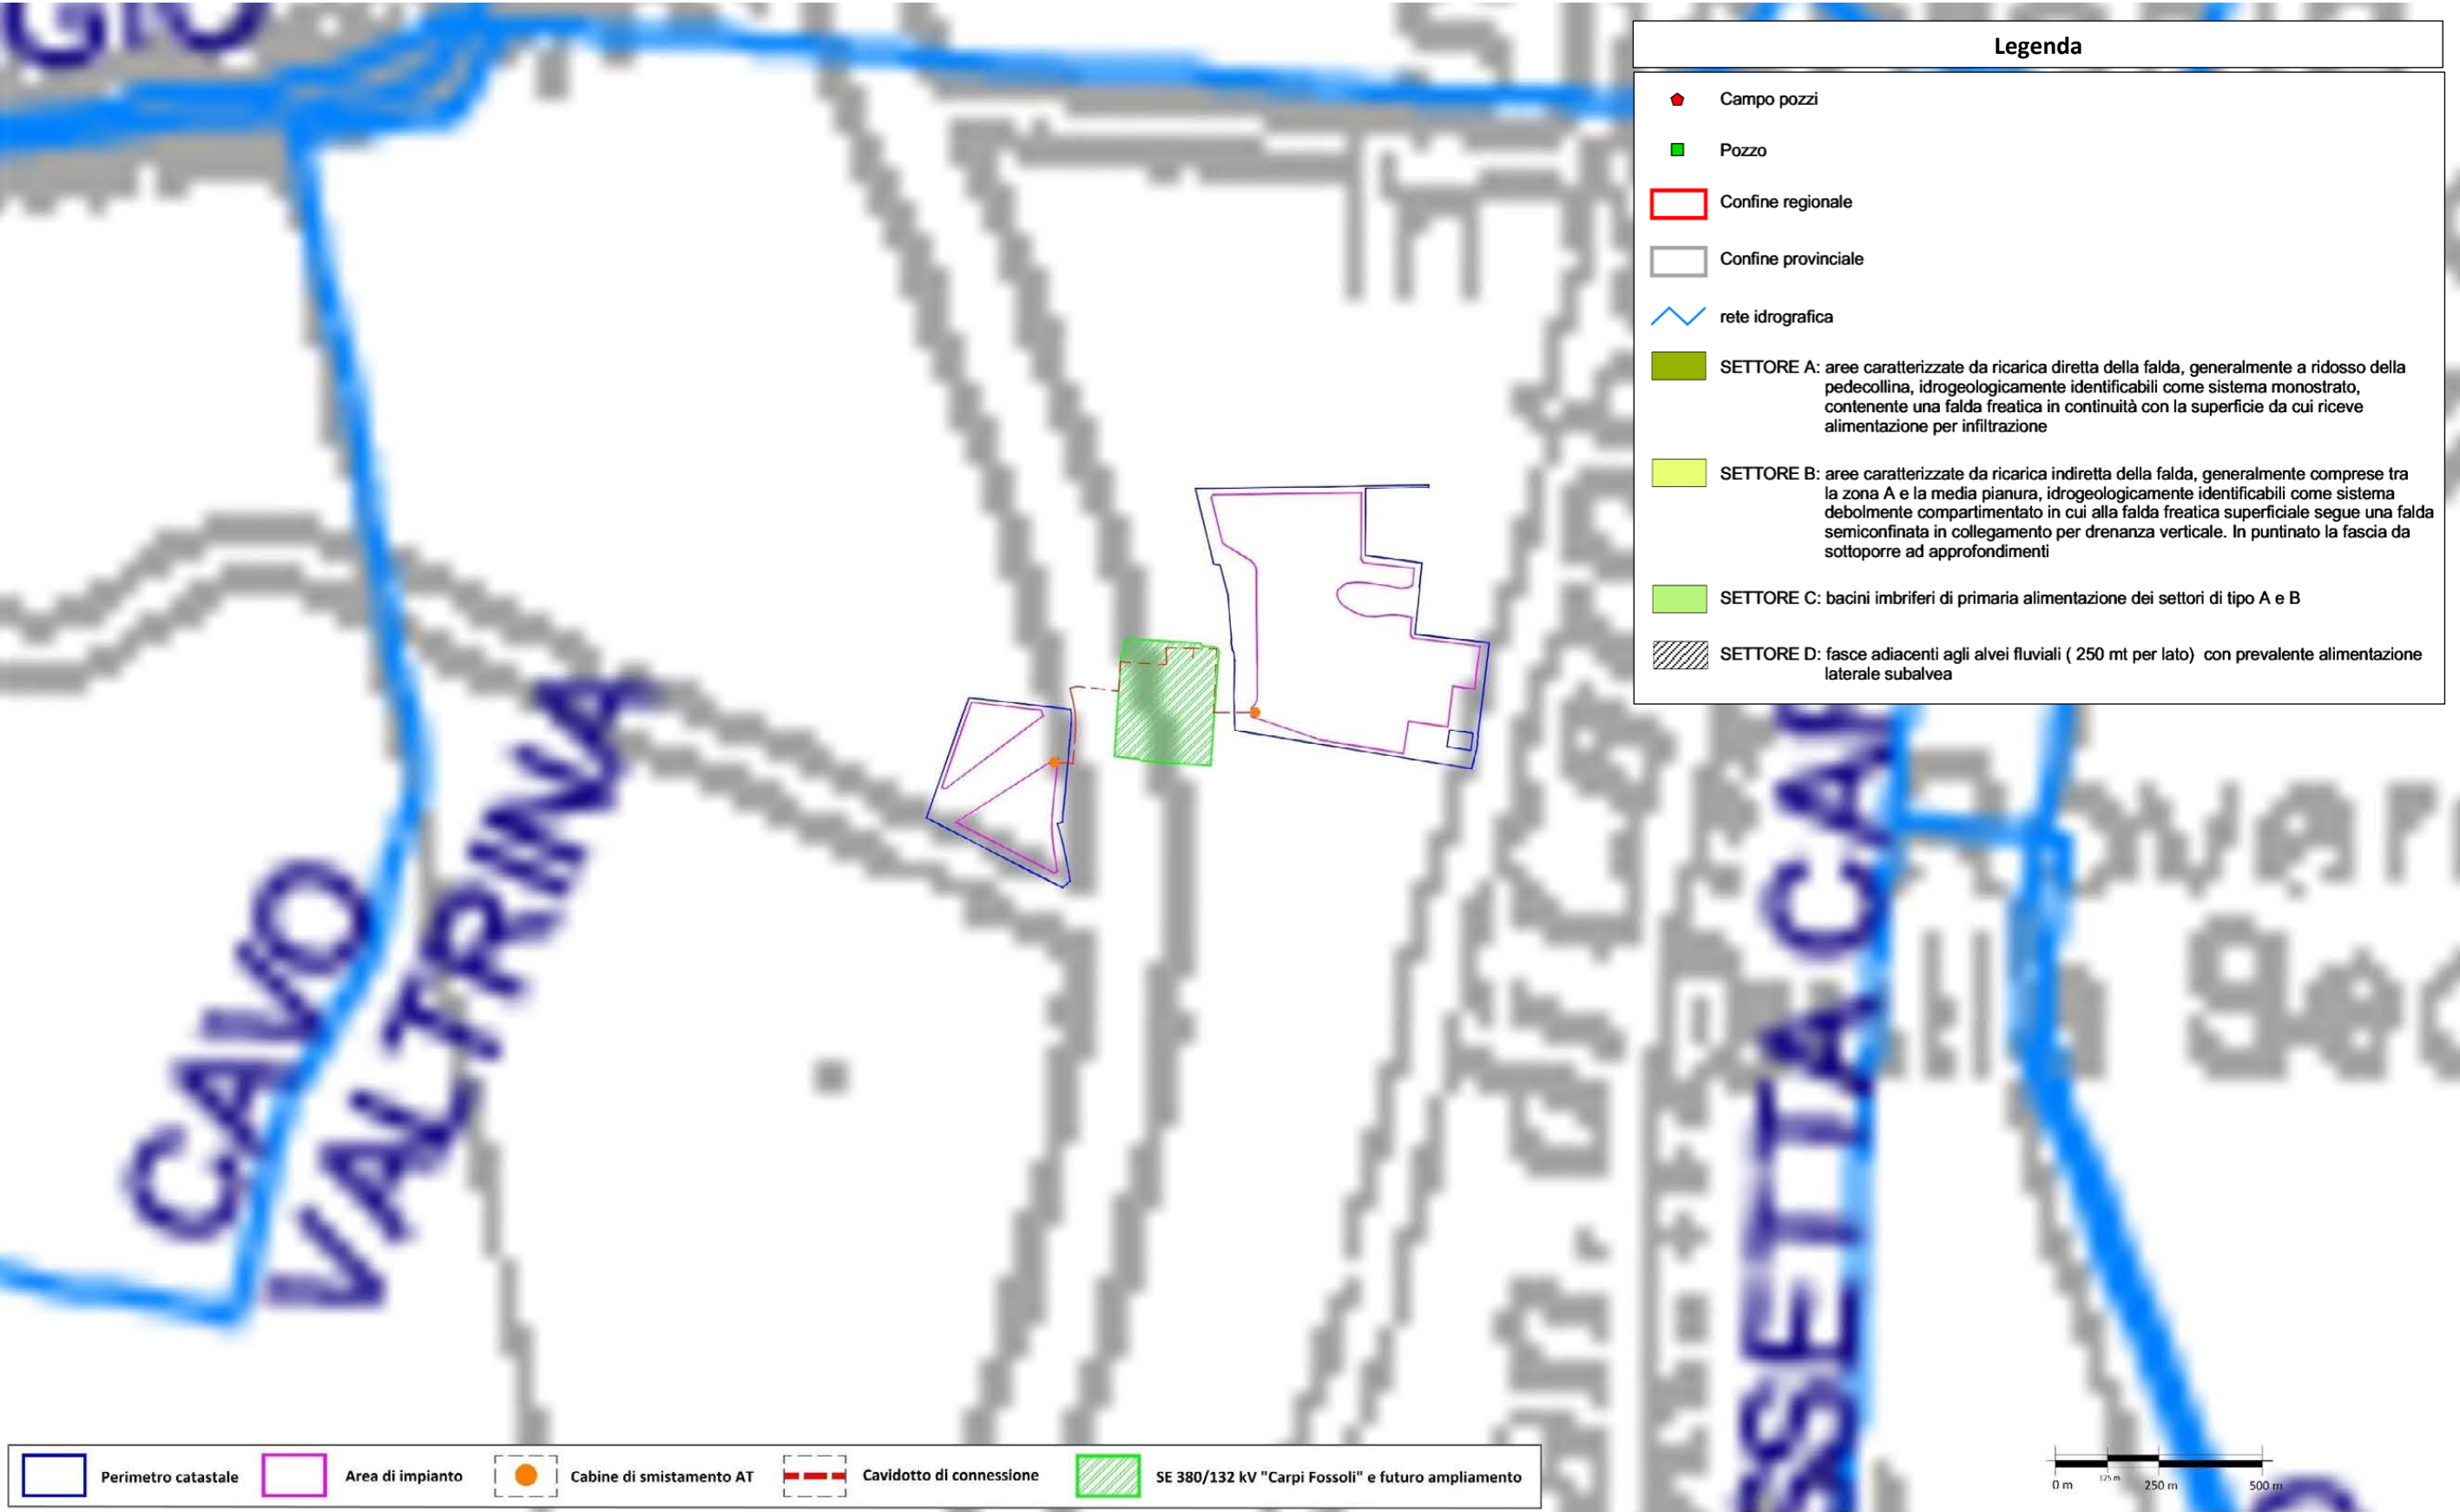 Legenda
Campo pozzi
Pozzo
Confine regionale
Confine provinciale
rete idrografica
SETTORE A: aree caratterizzate da ricarica diretta della falda, generalmente a ridosso della
pedecollina, idrogeologicamente identificabili come sistema monostrato,
contenente una falda freatica in continuità con la superficie da cui riceve
alimentazione per infiltrazione
SETTORE B: aree caratterizzate da ricarica indiretta della falda, generalmente comprese tra
la zona A e la media pianura, idrogeologicamente identificabili come sistema
debolmente compartimentato in cui alla falda freatica superficiale segue una falda
semiconfinata in collegamento per drenanza verticale. In puntinato la fascia da
sottoporre ad approfondimenti
SETTORE C: bacini imbriferi di primaria alimentazione dei settori di tipo A e B
SETTORE D: fasce adiacenti agli alvei fluviali ( 250 mt per lato) con prevalente alimentazione
laterale subalvea
CAVO
VALTRINA
SSETTA CAP
Perimetro catastale
Area di impianto
Cabine di smistamento AT
Cavidotto di connessione
SE 380/132 kV "Carpi Fossoli" e futuro ampliamento
0 m
125 m
250 m
500 m